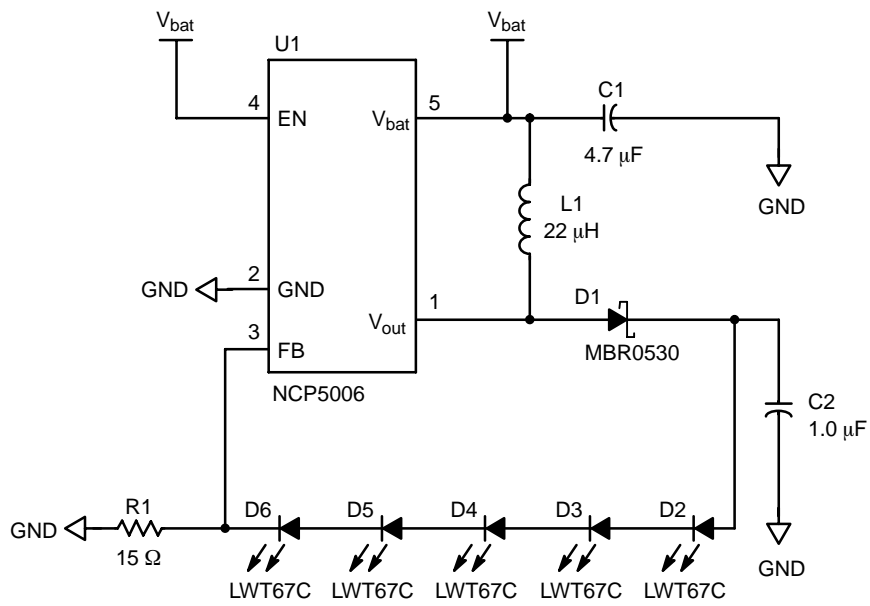 Vbat
Vbat
U1
C1
4
5
EN
Vbat
4.7 μF
L1
GND
22 μH
2
GND
GND
1
D1
3
Vout
FB
MBR0530
NCP5006
C2
1.0 μF
R1
D6
D5
D4
D3
D2
GND
15 Ω
GND
LWT67C
LWT67C
LWT67C
LWT67C
LWT67C